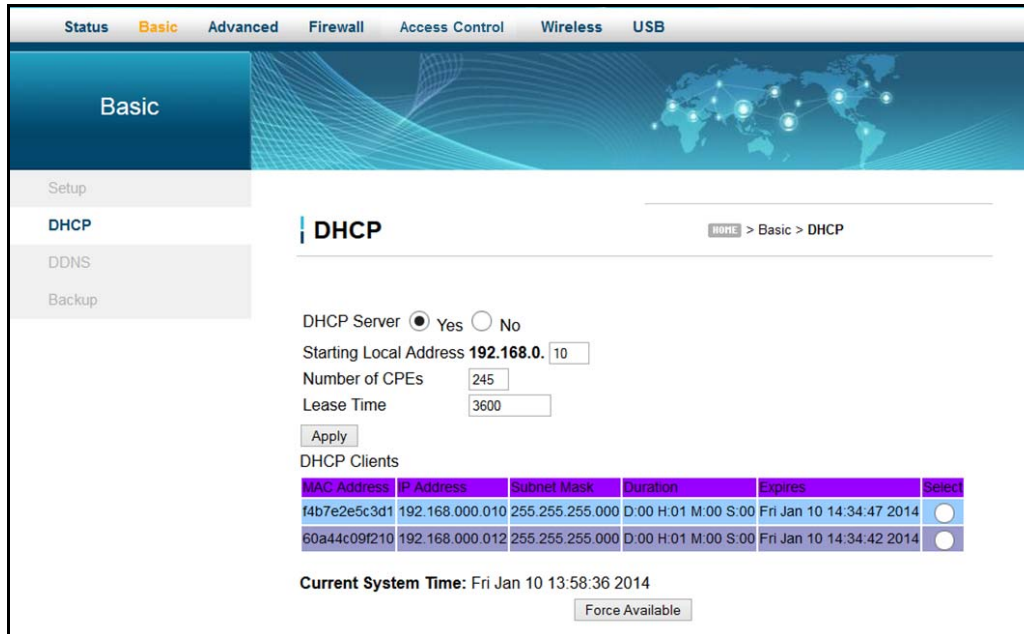 Status Basic Advanced Firewall Access Control Wireless USB
Basic
Setup
DHCP
DDNS
Backup
DHCP
HOME > Basic > DHCP
DHCP Server Yes No
Starting Local Address 192.168.0. 10
Number of CPEs 245
Lease Time 3600
Apply
DHCP Clients
MAC Address IP Address Subnet Mask Duration Expires Select
f4b7e2e5c3d1 192.168.000.010 255.255.255.000 D:00 H:01 M:00 S:00 Fri Jan 10 14:34:47 2014
60a44c09f210 192.168.000.012 255.255.255.000 D:00 H:01 M:00 S:00 Fri Jan 10 14:34:42 2014
Current System Time: Fri Jan 10 13:58:36 2014
Force Available